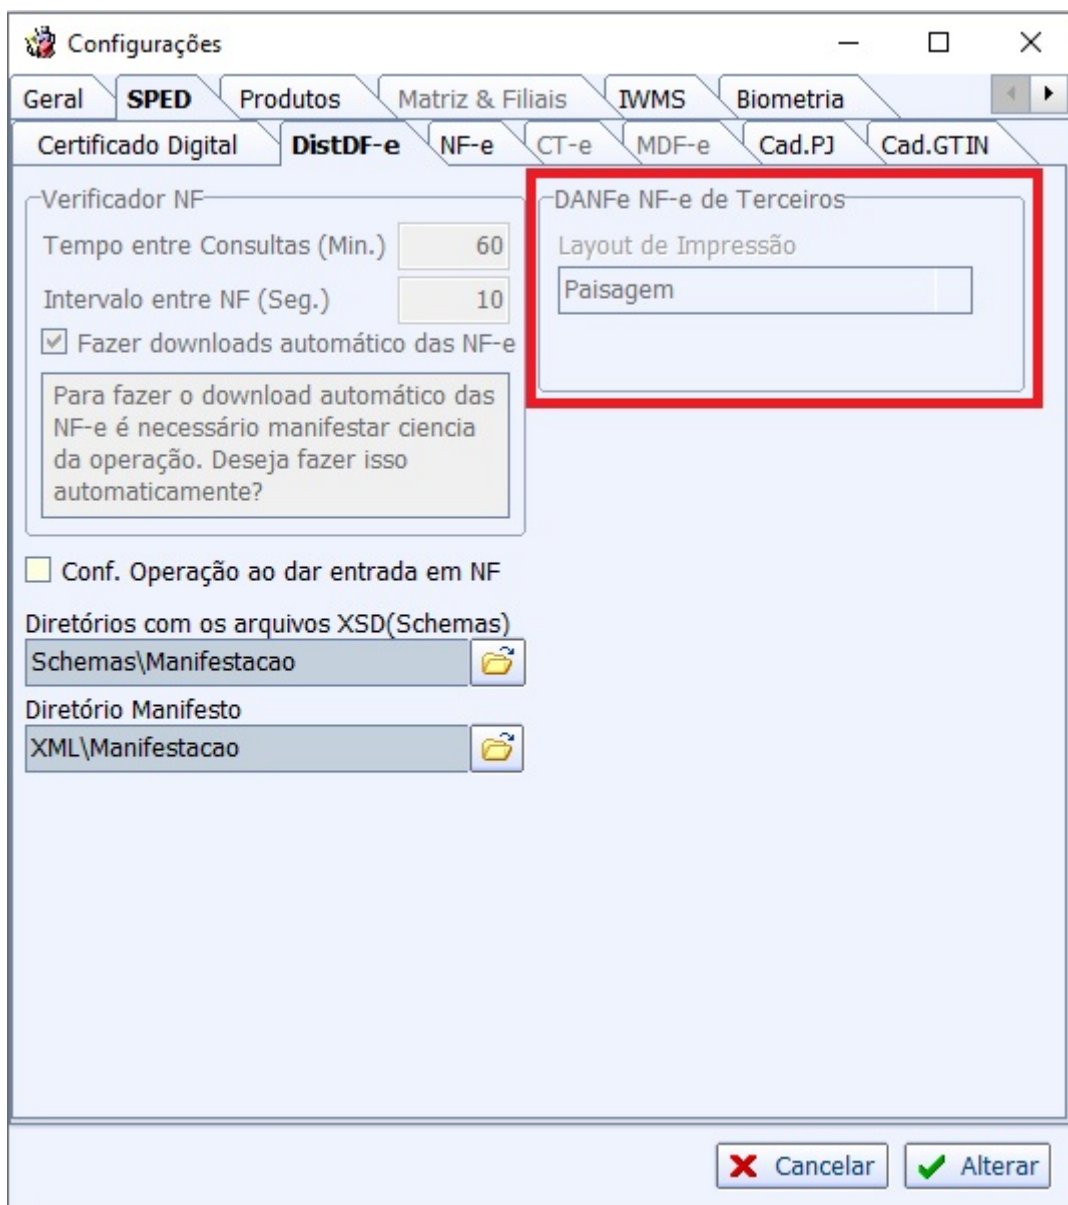 Configurações
Geral SPED Produtos Matriz & Filiais IWMS Biometria
Certificado Digital DistDF-e NF-e CT-e MDF-e Cad.PJ Cad.GTIN
Verificador NF
Tempo entre Consultas (Min.) 60
Intervalo entre NF (Seg.) 10
Fazer downloads automático das NF-e
Para fazer o download automático das
NF-e é necessário manifestar ciencia
da operação. Deseja fazer isso
automaticamente?
DANFe NF-e de Terceiros
Layout de Impressão
Paisagem
Conf. Operação ao dar entrada em NF
Diretórios com os arquivos XSD(Schemas)
Schemas\Manifestacao
Diretório Manifesto
XML\Manifestacao
Cancelar Alterar